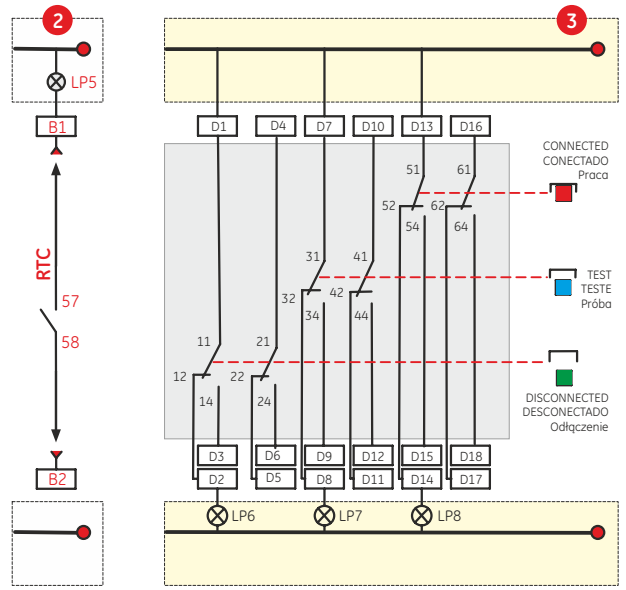 2
3
LP5
B1
D1
D4
D7
D10
D13
D16
CONNECTED
CONECTADO
Praca
51
61
52
62
54
64
RTC
57
58
31
41
32
42
34
44
TEST
TESTE
Próba
11
21
12
22
14
24
DISCONNECTED
DESCONECTADO
Odłączenie
D3
D6
D9
D12
D15
D18
B2
D2
D5
D8
D11
D14
D17
LP6
LP7
LP8